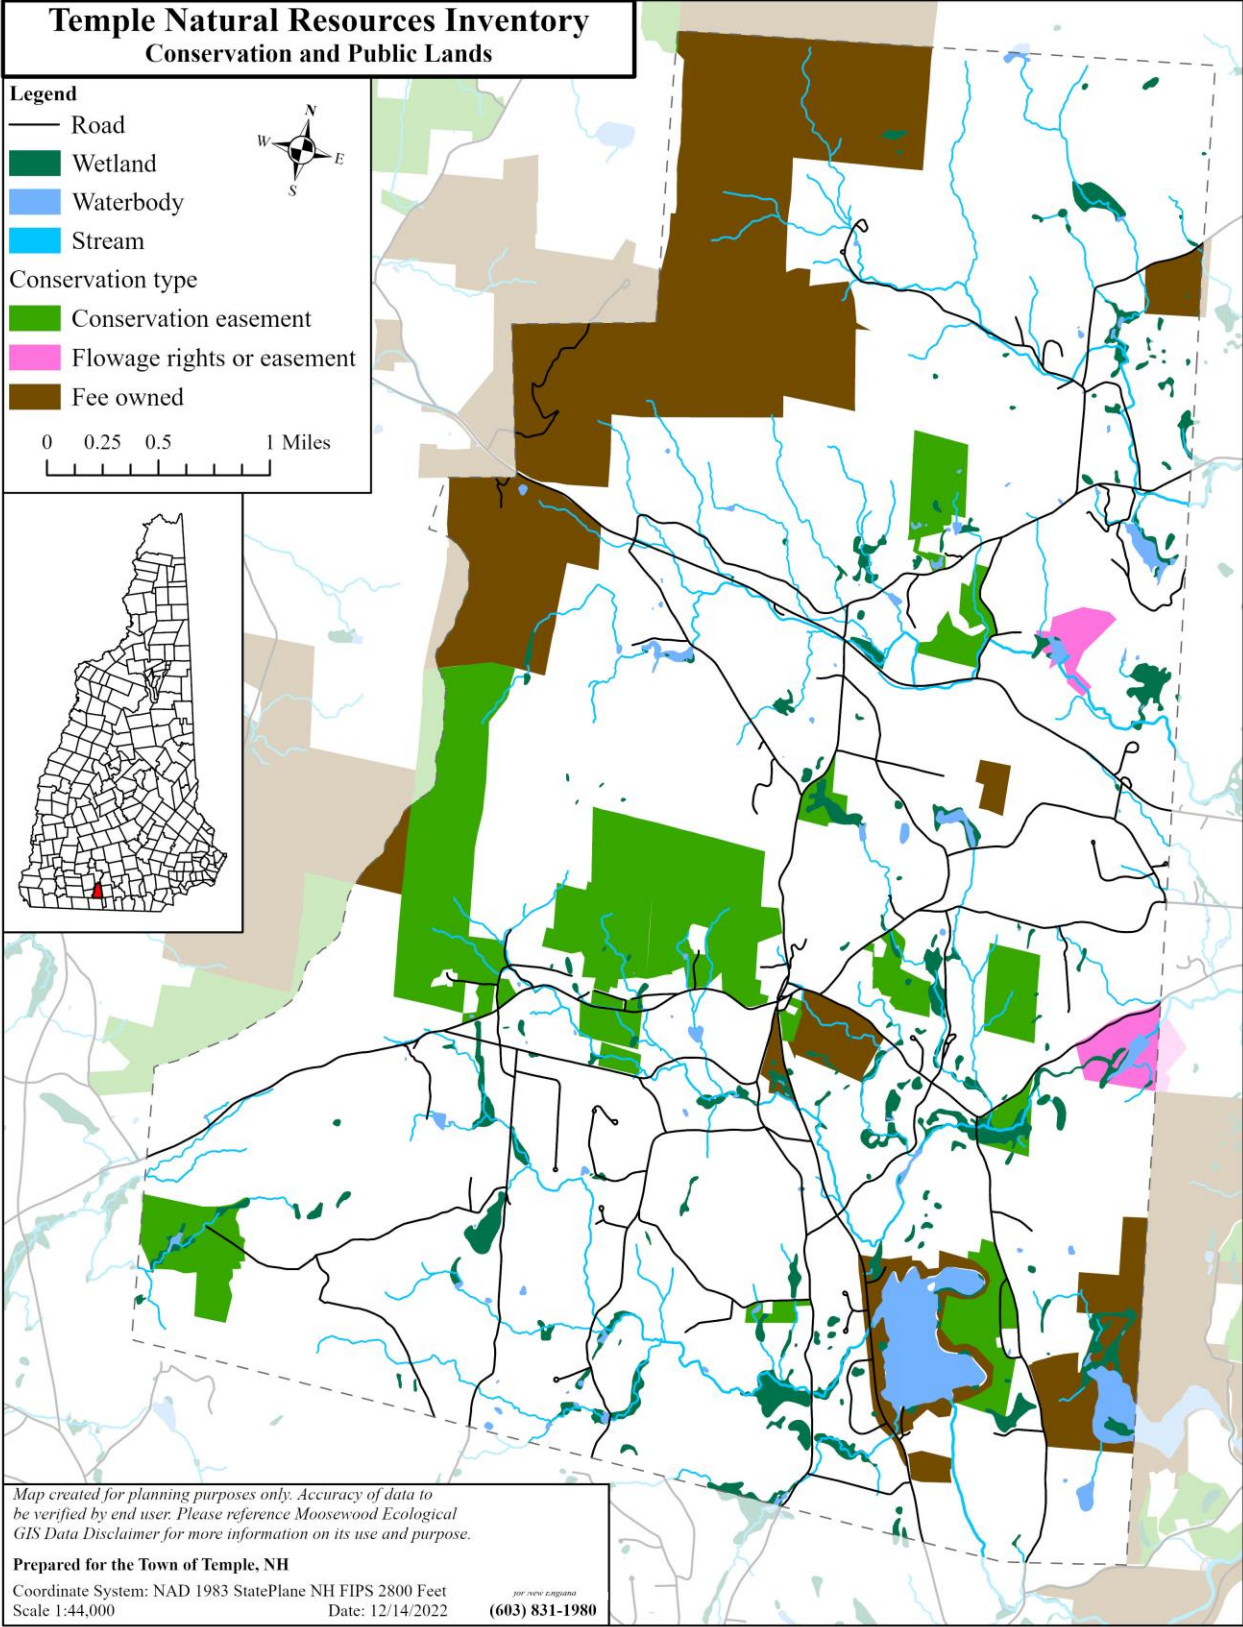 Temple Natural Resources Inventory
Conservation and Public Lands
Legend
Road
Wetland
Waterbody
Stream
Conservation type
Conservation easement
Flowage rights or easement
Fee owned
N
W
E
S
0 0.25 0.5 1 Miles
Map created for planning purposes only. Accuracy of data to
be verified by end user. Please reference Moosewood Ecological
GIS Data Disclaimer for more information on its use and purpose.
Prepared for the Town of Temple, NH
Coordinate System: NAD 1983 StatePlane NH FIPS 2800 Feet
Scale 1:44,000 Date: 12/14/2022
for New England
(603) 831-1980